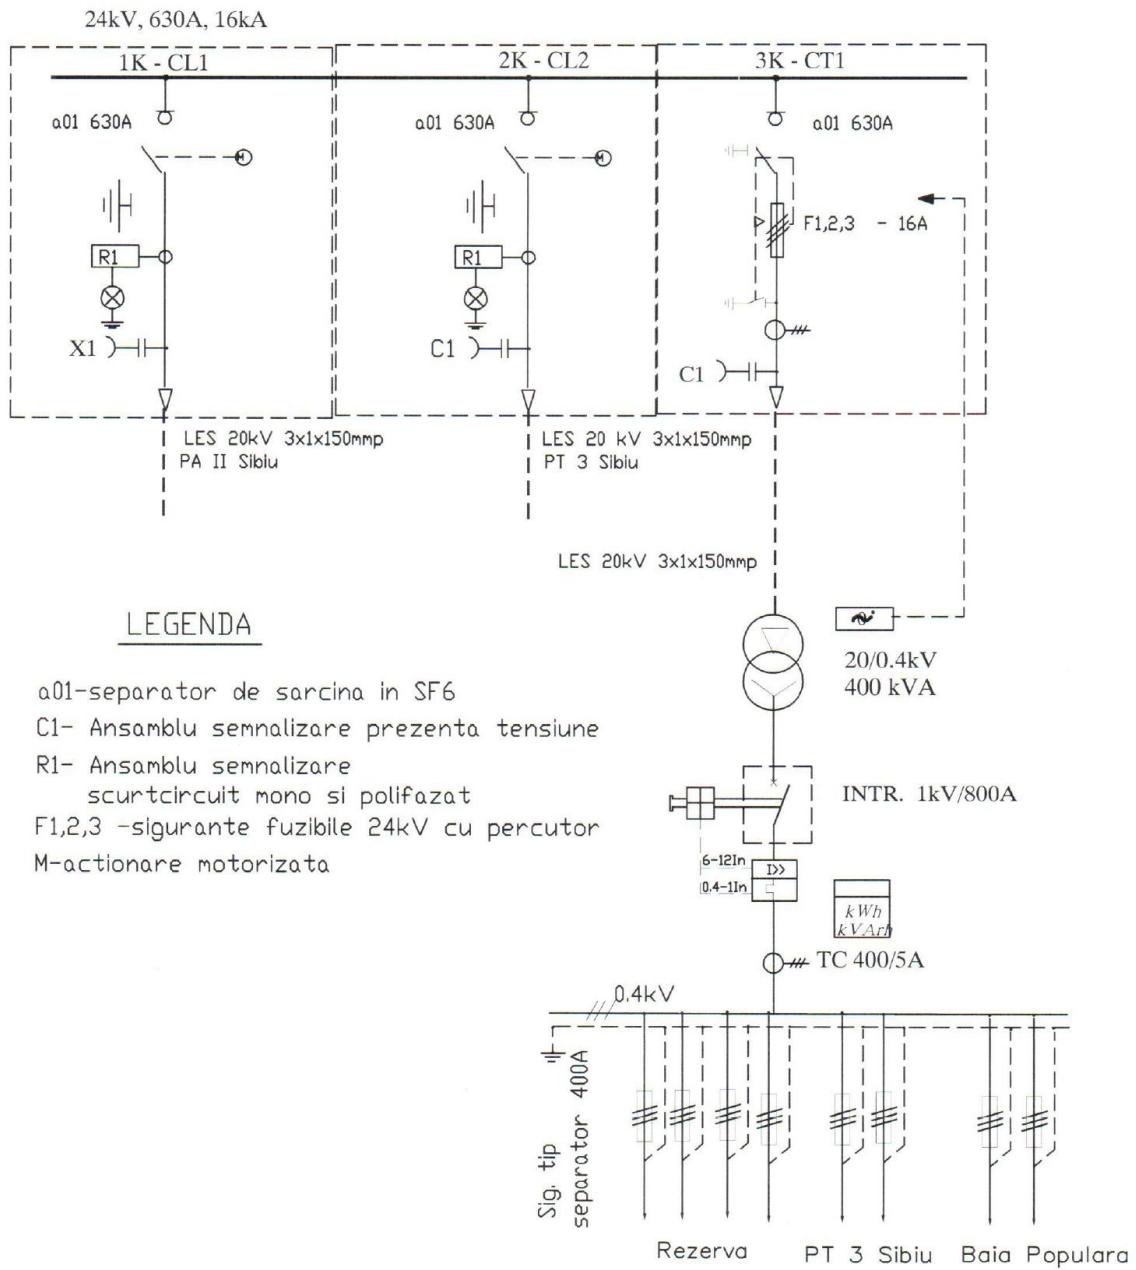 24kV, 630A, 16kA
1K - CL1
2K - CL2
3K - CT1
a01 630A
a01 630A
a01 630A
M
M
F1,2,3 - 16A
R1
R1
X1
C1
C1
LES 20kV 3x1x150mmp
PA II Sibiu
LES 20 kV 3x1x150mmp
PT 3 Sibiu
LES 20kV 3x1x150mmp
LEGENDA
a01-separator de sarcina in SF6
C1- Ansamblu semnalizare prezenta tensiune
R1- Ansamblu semnalizare
scurtcircuit mono si polifazat
F1,2,3 -sigurante fuzibile 24kV cu percutor
M-actionare motorizata
20/0.4kV
400 kVA
INTR. 1kV/800A
6-12In
I>>
0.4-1In
kWh
kVArh
TC 400/5A
0.4kV
Sig. tip
separator 400A
Rezerva
PT 3 Sibiu
Baia Populara